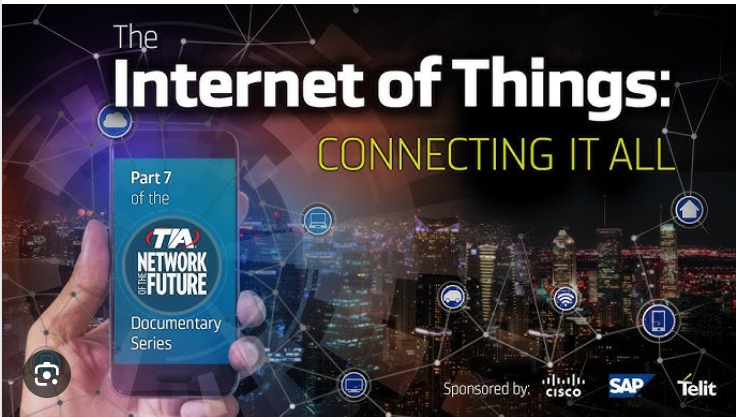 The
Internet of Things:
CONNECTING IT ALL
Part 7
of the
TIA
NETWORK
OF THE FUTURE
Documentary
Series
Sponsored by: CISCO SAP Telit